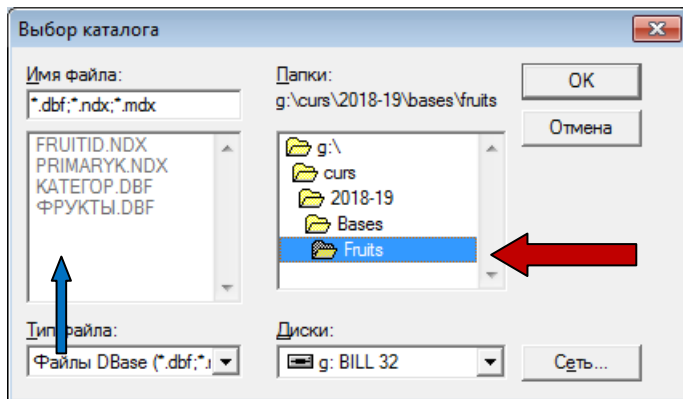 Выбор каталога
Имя файла:
*.dbf;*.ndx;*.mdx
FRUITID.NDX
PRIMARYK.NDX
КАТЕГОР.DBF
ФРУКТЫ.DBF
Тип файла:
Файлы DBase (*.dbf;*.
Папки:
g:\curs\2018-19\bases\fruits
g:\
curs
2018-19
Bases
Fruits
Диски:
g: BILL 32
OK
Отмена
Сеть...